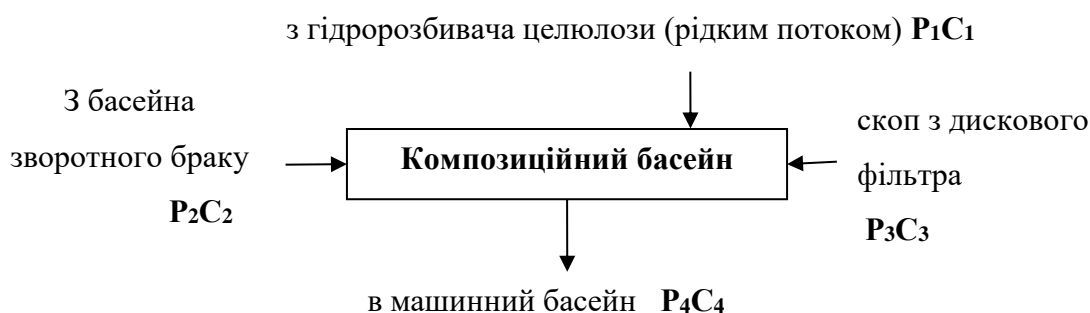 з гідророзбивача целюлози (рідким потоком) P₁C₁
З басейна
зворотного браку
P₂C₂
Композиційний басейн
скоп з дискового
фільтра
P₃C₃
в машинний басейн P₄C₄